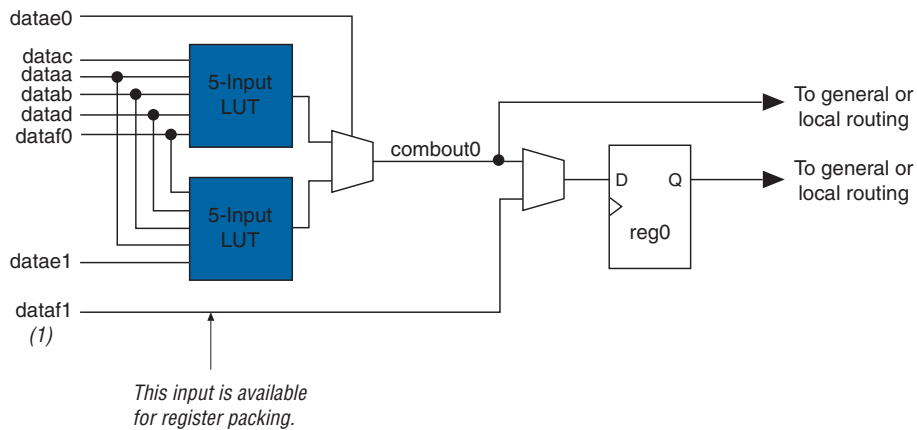 datae0
datac
dataa
datab
datad
dataf0
5-Input
LUT
combout0
To general or
local routing
5-Input
LUT
D Q
reg0
To general or
local routing
datae1
dataf1
(1)
This input is available
for register packing.